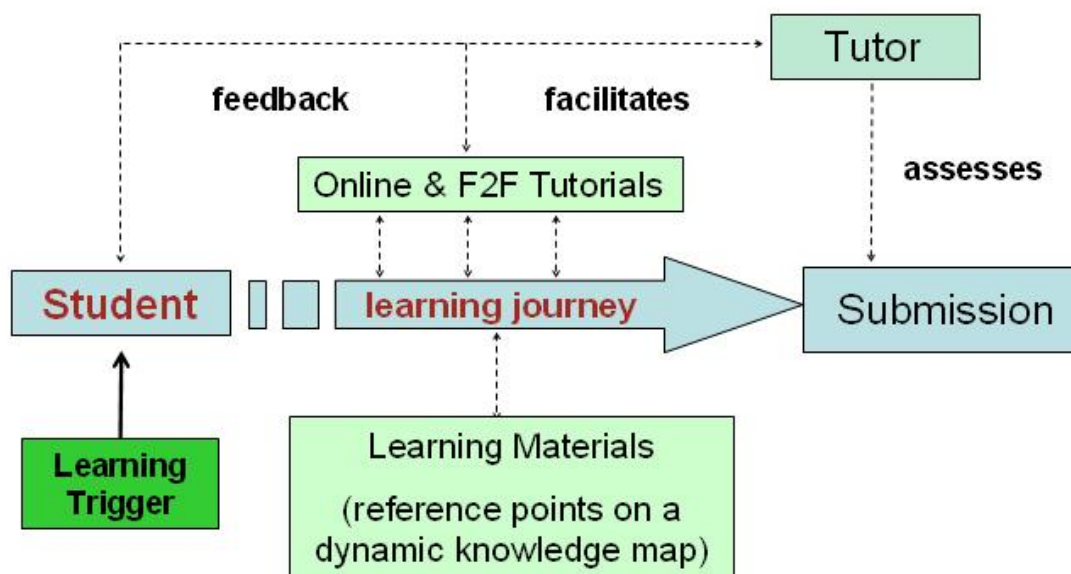 Tutor
feedback
facilitates
Online & F2F Tutorials
assesses
Student
learning journey
Submission
Learning
Trigger
Learning Materials
(reference points on a
dynamic knowledge map)